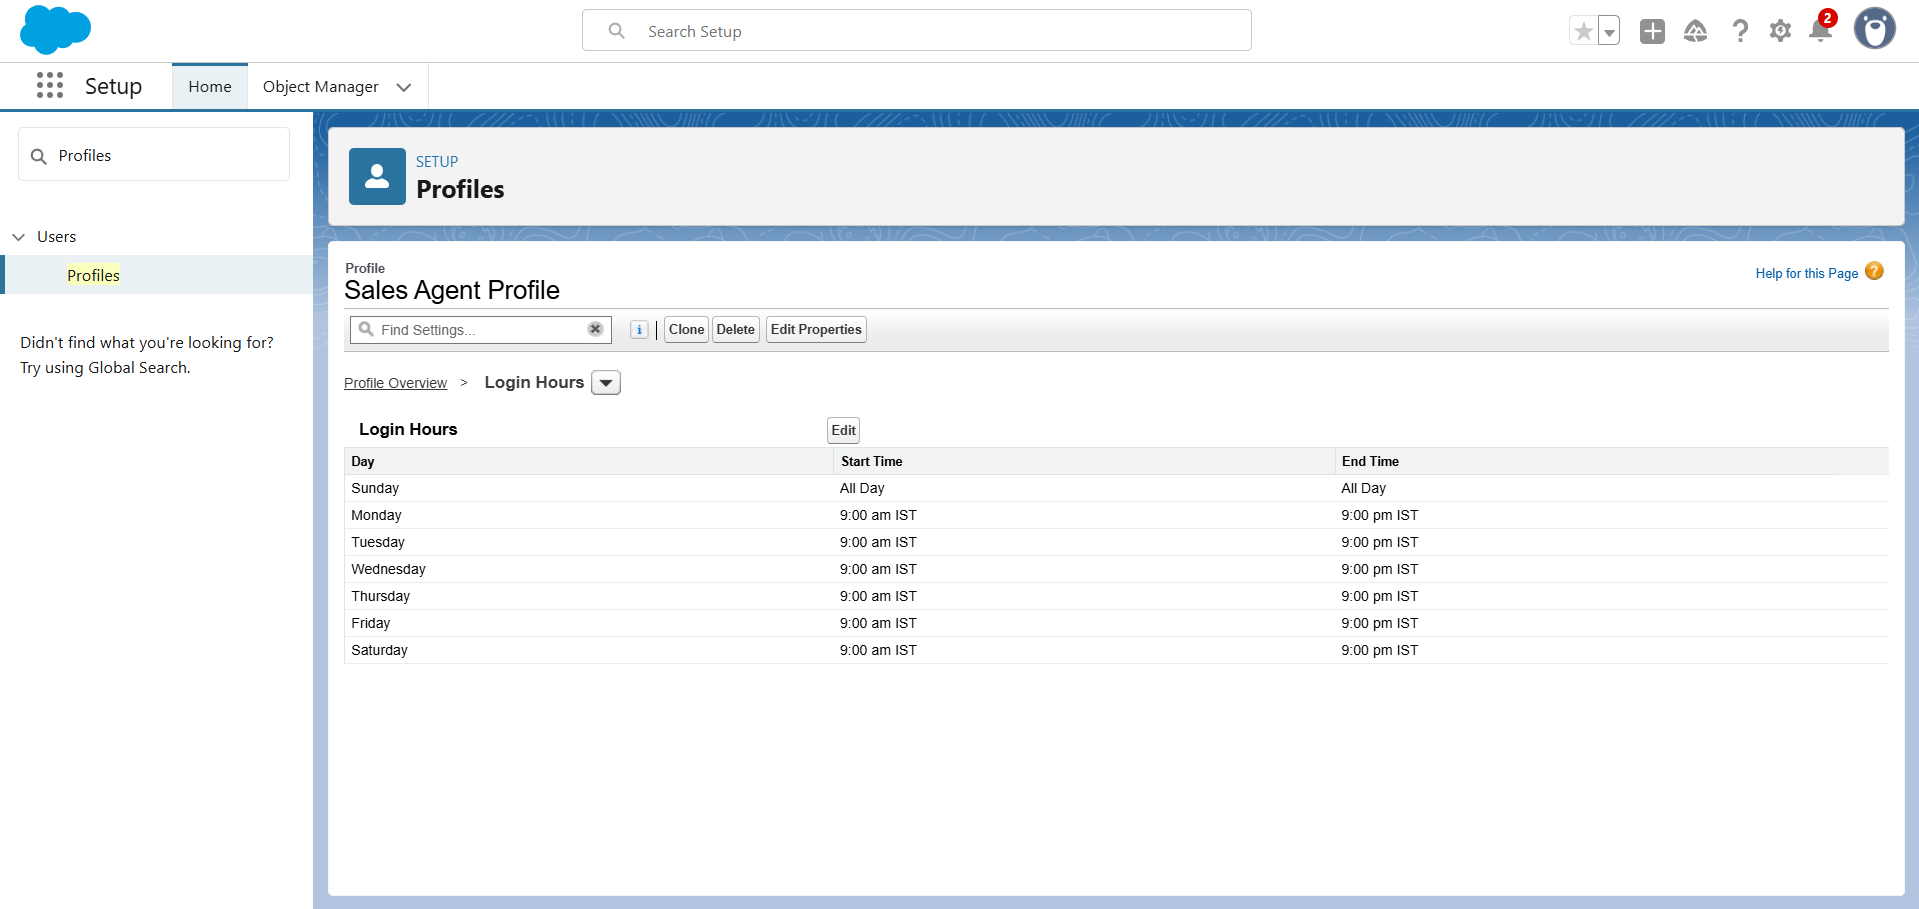 Search Setup
2
Setup
Home
Object Manager
Profiles
Users
Profiles
Didn't find what you're looking for?
Try using Global Search.
SETUP
Profiles
Profile
Sales Agent Profile
Help for this Page ?
Find Settings...
i | Clone Delete Edit Properties
Profile Overview > Login Hours
Login Hours Edit
Day Start Time End Time
Sunday All Day All Day
Monday 9:00 am IST 9:00 pm IST
Tuesday 9:00 am IST 9:00 pm IST
Wednesday 9:00 am IST 9:00 pm IST
Thursday 9:00 am IST 9:00 pm IST
Friday 9:00 am IST 9:00 pm IST
Saturday 9:00 am IST 9:00 pm IST